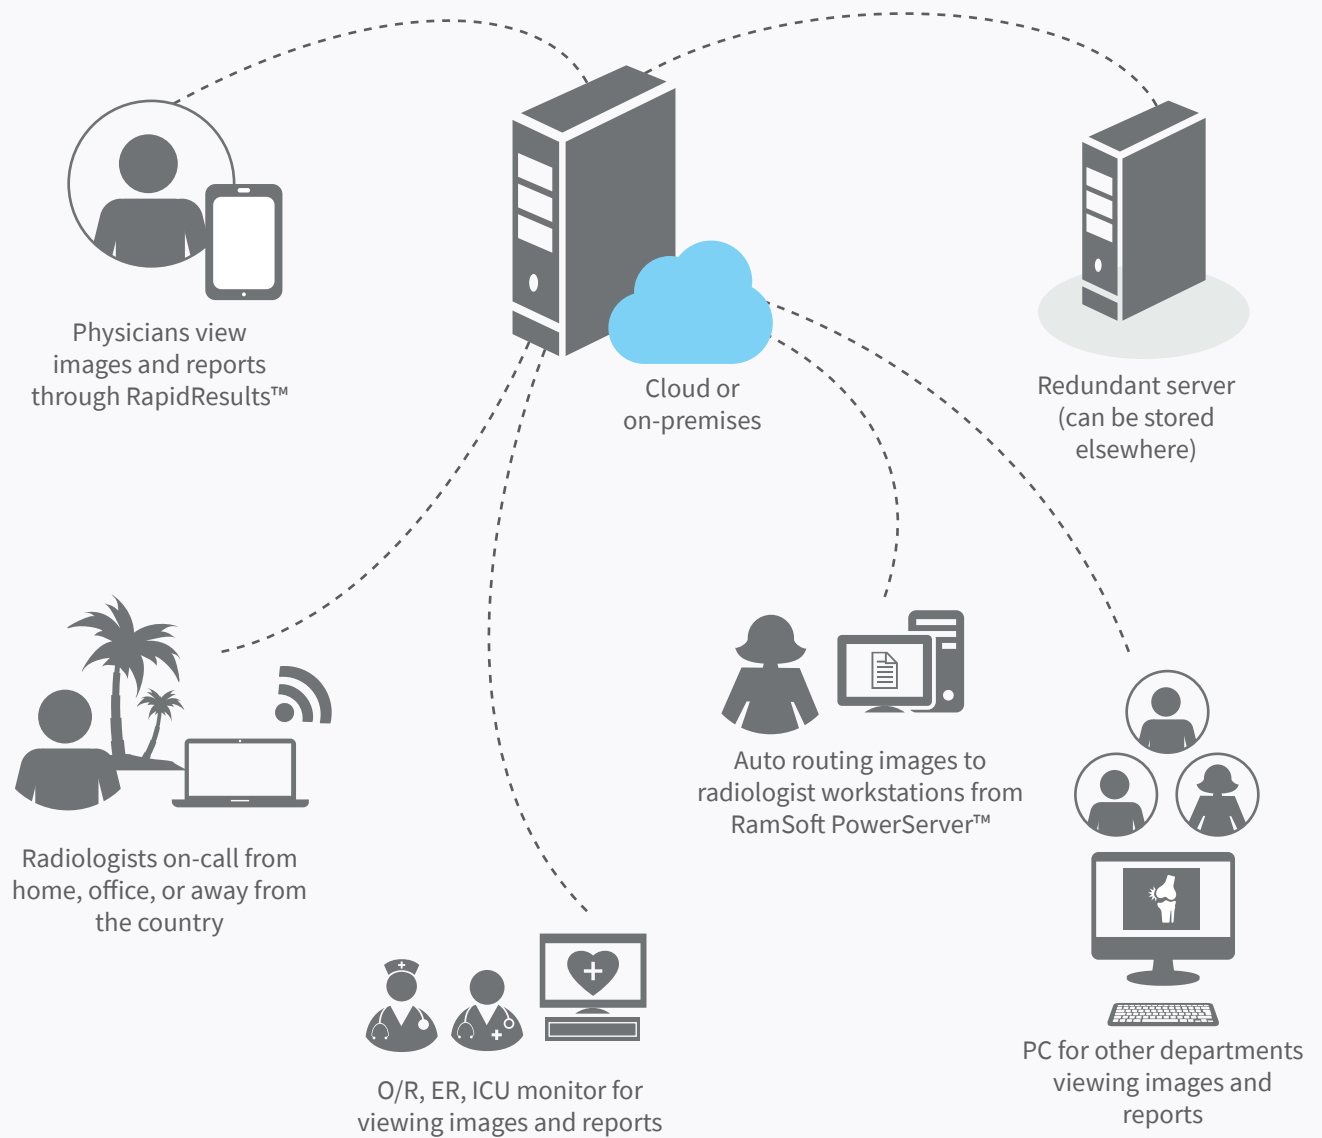 Physicians view
images and reports
through RapidResults™
Cloud or
on-premises
Redundant server
(can be stored
elsewhere)
Radiologists on-call from
home, office, or away from
the country
Auto routing images to
radiologist workstations from
RamSoft PowerServer™
O/R, ER, ICU monitor for
viewing images and reports
PC for other departments
viewing images and
reports